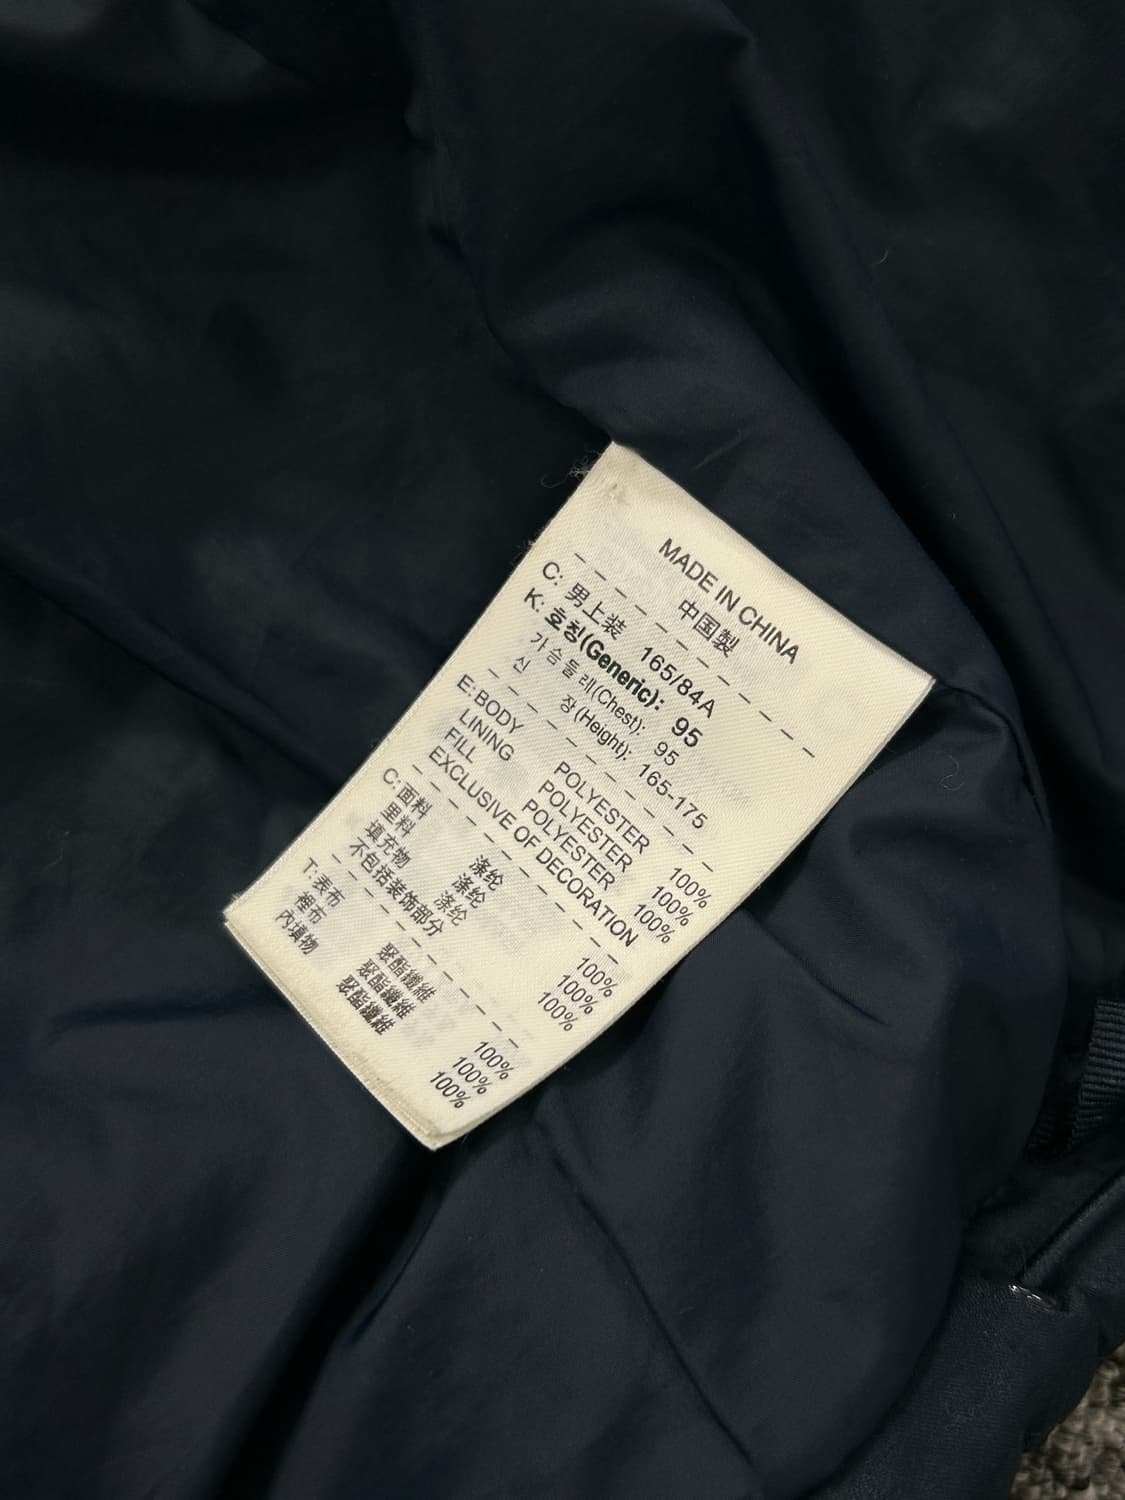 MADE IN CHINA
中国製
C: 男上装 165/84A
K: 호칭(Generic): 95
가슴둘레(Chest): 95
신 장(Height): 165-175
E: BODY POLYESTER 100%
LINING POLYESTER 100%
FILL POLYESTER 100%
EXCLUSIVE OF DECORATION
C: 面料 涤纶 100%
里料 涤纶 100%
填充物 涤纶 100%
不包括装饰部分
T: 表布 聚酯纖維 100%
裡布 聚酯纖維 100%
內填物 聚酯纖維 100%